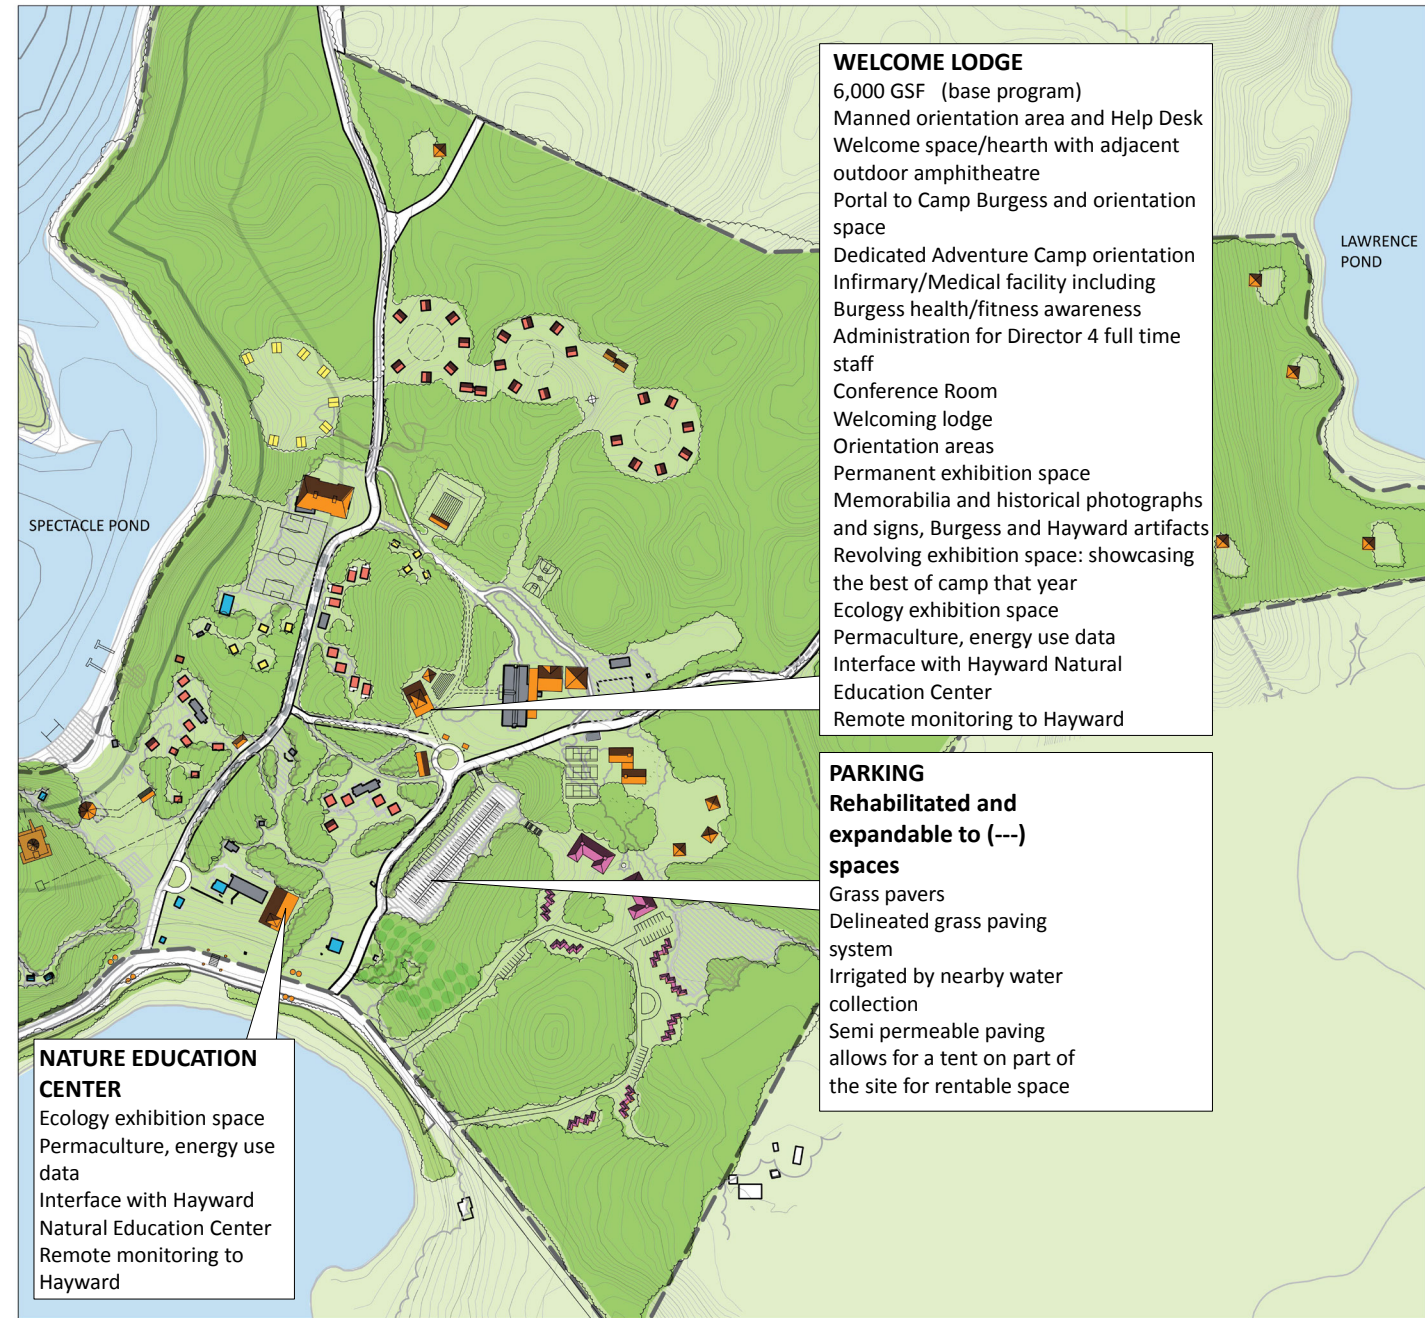 WELCOME LODGE
6,000 GSF (base program)
Manned orientation area and Help Desk
Welcome space/hearth with adjacent
outdoor amphitheatre
Portal to Camp Burgess and orientation
space
Dedicated Adventure Camp orientation
Infirmary/Medical facility including
Burgess health/fitness awareness
Administration for Director 4 full time
staff
Conference Room
Welcoming lodge
Orientation areas
Permanent exhibition space
Memorabilia and historical photographs
and signs, Burgess and Hayward artifacts
Revolving exhibition space: showcasing
the best of camp that year
Ecology exhibition space
Permaculture, energy use data
Interface with Hayward Natural
Education Center
Remote monitoring to Hayward
LAWRENCE
POND
SPECTACLE POND
PARKING
Rehabilitated and
expandable to (---)
spaces
Grass pavers
Delineated grass paving
system
Irrigated by nearby water
collection
Semi permeable paving
allows for a tent on part of
the site for rentable space
NATURE EDUCATION
CENTER
Ecology exhibition space
Permaculture, energy use
data
Interface with Hayward
Natural Education Center
Remote monitoring to
Hayward